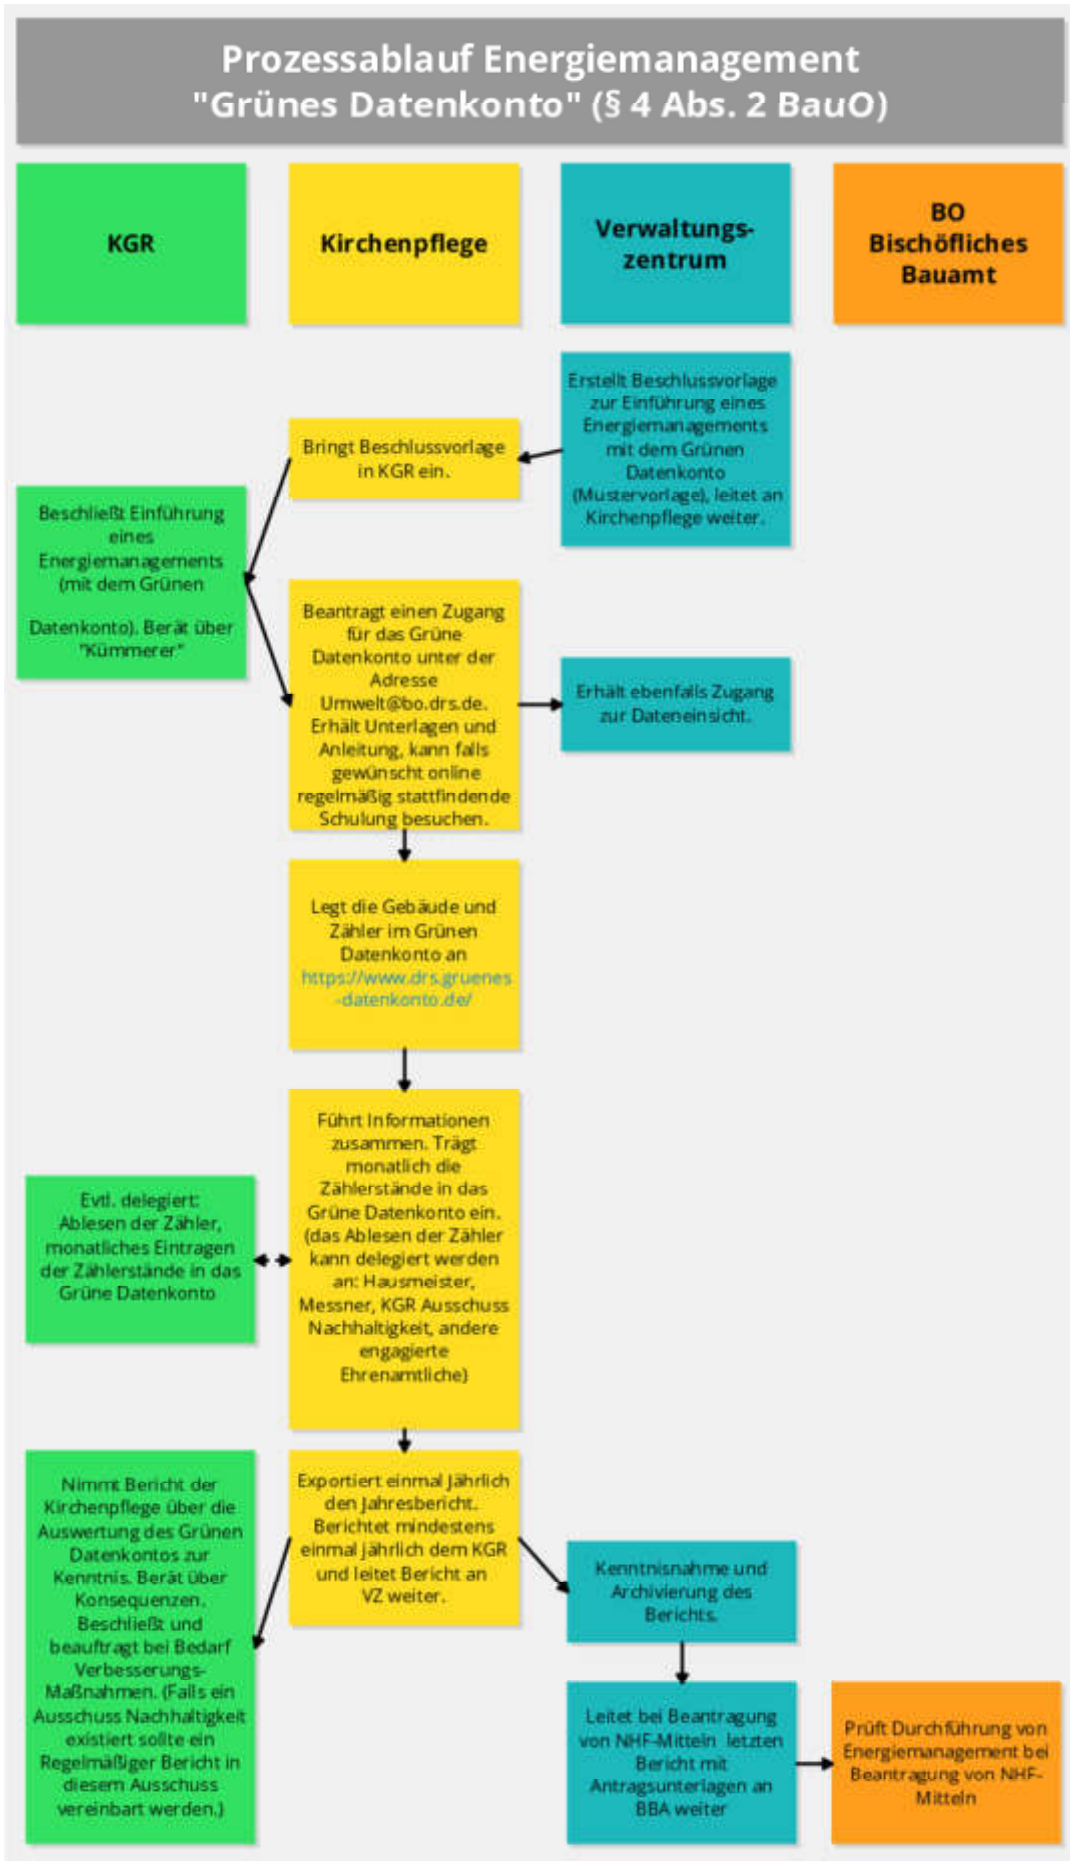 Prozessablauf Energiemanagement
"Grünes Datenkonto" (§ 4 Abs. 2 BauO)
KGR
Kirchenpflege
Verwaltungs-
zentrum
BO
Bischöfliches
Bauamt
Erstellt Beschlussvorlage
zur Einführung eines
Energiemanagements
mit dem Grünen
Datenkonto
(Mustervorlage), leitet an
Kirchenpflege weiter.
Bringt Beschlussvorlage
in KGR ein.
Beschließt Einführung
eines
Energiemanagements
(mit dem Grünen
Datenkonto). Berät über
"Kümmerer"
Beantragt einen Zugang
für das Grüne
Datenkonto unter der
Adresse
Umwelt@bo.drs.de.
Erhält Unterlagen und
Anleitung, kann falls
gewünscht online
regelmäßig stattfindende
Schulung besuchen.
Erhält ebenfalls Zugang
zur Dateneinsicht.
Legt die Gebäude und
Zähler im Grünen
Datenkonto an
https://www.drs.gruenes
-datenkonto.de/
Führt Informationen
zusammen. Trägt
monatlich die
Zählerstände in das
Grüne Datenkonto ein.
(das Ablesen der Zähler
kann delegiert werden
an: Hausmeister,
Messner, KGR Ausschuss
Nachhaltigkeit, andere
engagierte
Ehrenamtliche)
Evtl. delegiert:
Ablesen der Zähler,
monatliches Eintragen
der Zählerstände in das
Grüne Datenkonto
Exportiert einmal Jährlich
den Jahresbericht.
Berichtet mindestens
einmal jährlich dem KGR
und leitet Bericht an
VZ weiter.
Nimmt Bericht der
Kirchenpflege über die
Auswertung des Grünen
Datenkontos zur
Kenntnis. Berät über
Konsequenzen.
Beschließt und
beauftragt bei Bedarf
Verbesserungs-
Maßnahmen. (Falls ein
Ausschuss Nachhaltigkeit
existiert sollte ein
Regelmäßiger Bericht in
diesem Ausschuss
vereinbart werden.)
Kenntnisnahme und
Archivierung des
Berichts.
Leitet bei Beantragung
von NHF-Mitteln letzten
Bericht mit
Antragsunterlagen an
BBA weiter
Prüft Durchführung von
Energiemanagement bei
Beantragung von NHF-
Mitteln